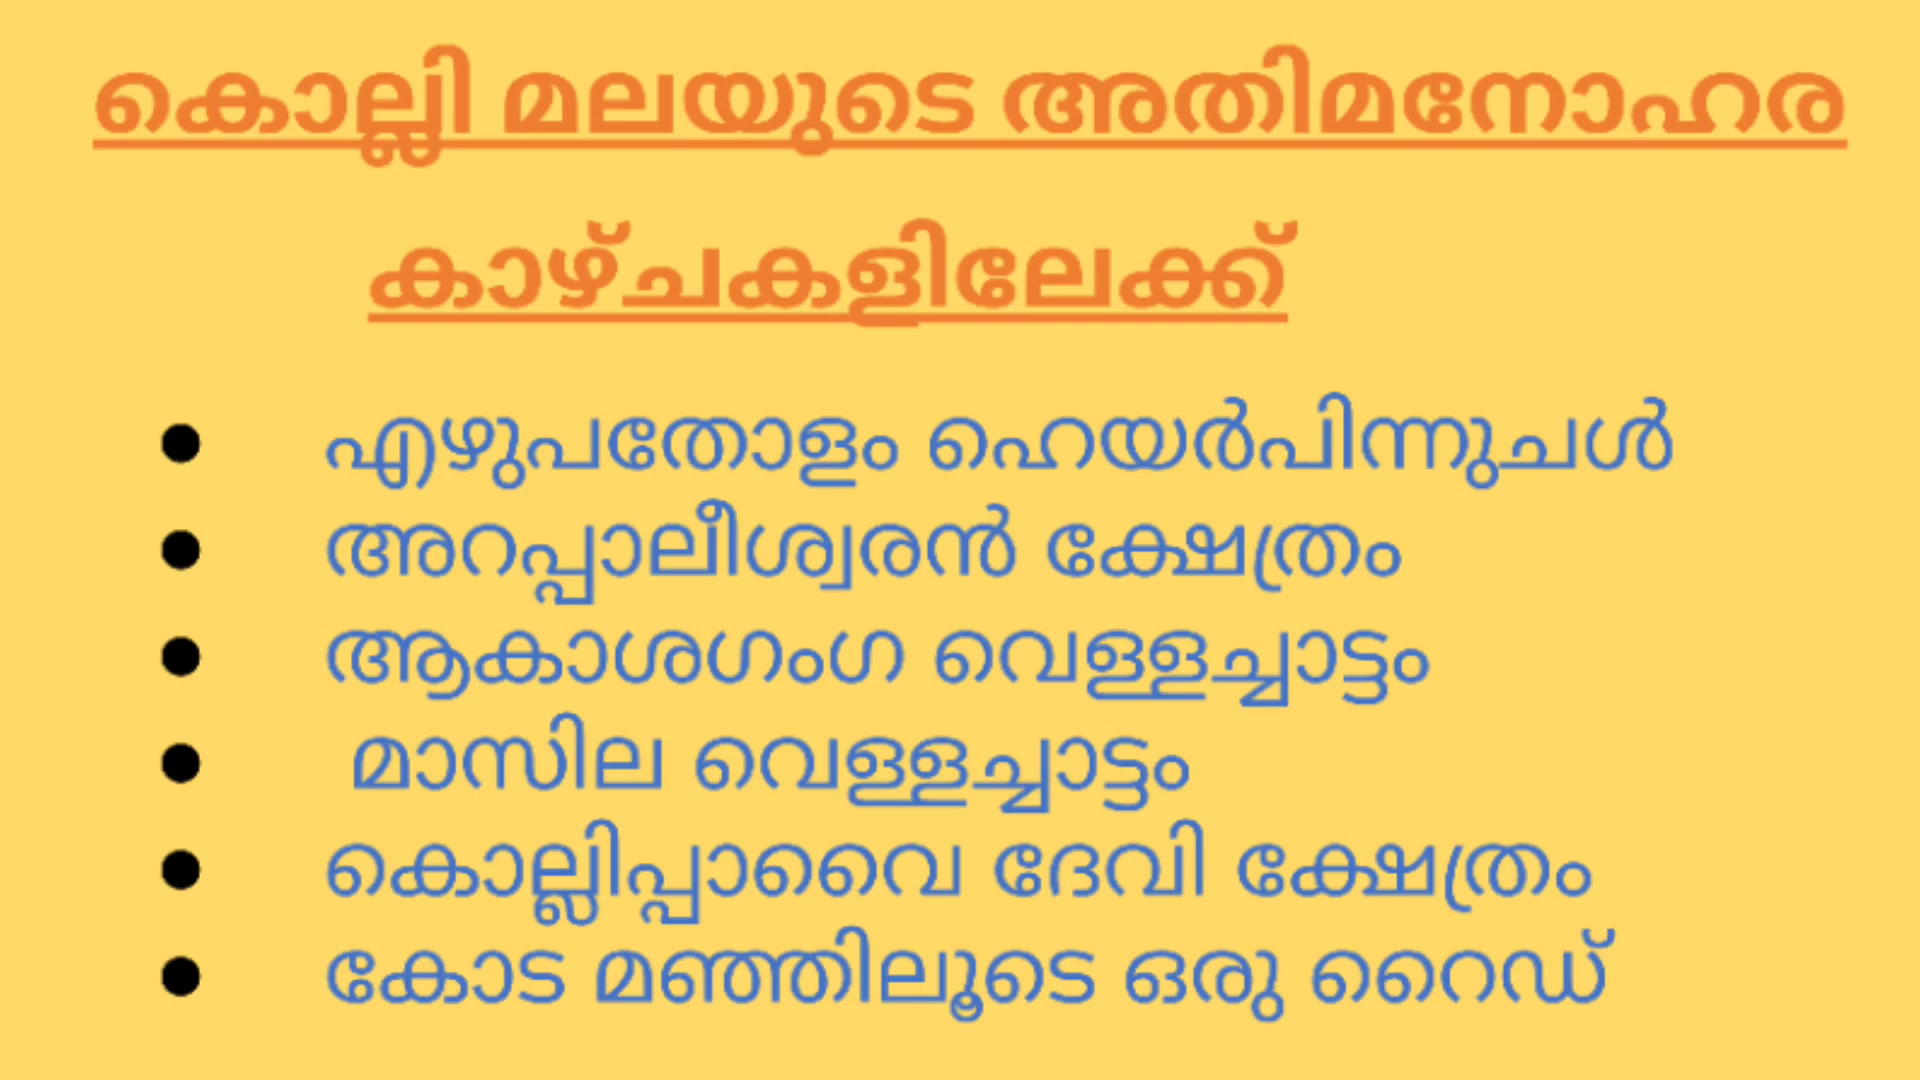 കൊല്ലി മലയുടെ അതിമനോഹര
കാഴ്ചകളിലേക്ക്
● എഴുപതോളം ഹെയർപിന്നുചൾ
● അറപ്പാലീശ്വരൻ ക്ഷേത്രം
● ആകാശഗംഗ വെള്ളച്ചാട്ടം
● മാസില വെള്ളച്ചാട്ടം
● കൊല്ലിപ്പാവൈ ദേവി ക്ഷേത്രം
● കോട മഞ്ഞിലൂടെ ഒരു റൈഡ്